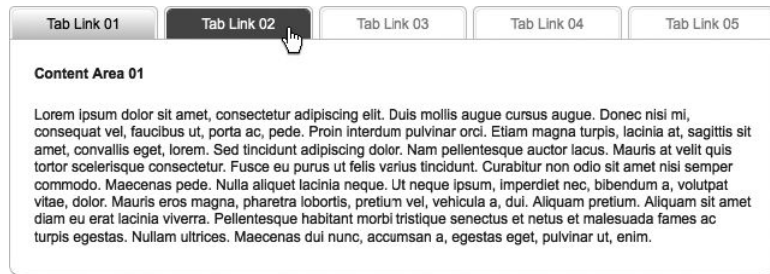 Tab Link 01 Tab Link 02 Tab Link 03 Tab Link 04 Tab Link 05
Content Area 01
Lorem ipsum dolor sit amet, consectetur adipiscing elit. Duis mollis augue cursus augue. Donec nisi mi,
consequat vel, faucibus ut, porta ac, pede. Proin interdum pulvinar orci. Etiam magna turpis, lacinia at, sagittis sit
amet, convallis eget, lorem. Sed tincidunt adipiscing dolor. Nam pellentesque auctor lacus. Mauris at velit quis
tortor scelerisque consectetur. Fusce eu purus ut felis varius tincidunt. Curabitur non odio sit amet nisi semper
commodo. Maecenas pede. Nulla aliquet lacinia neque. Ut neque ipsum, imperdiet nec, bibendum a, volutpat
vitae, dolor. Mauris eros magna, pharetra lobortis, pretium vel, vehicula a, dui. Aliquam pretium. Aliquam sit amet
diam eu erat lacinia viverra. Pellentesque habitant morbi tristique senectus et netus et malesuada fames ac
turpis egestas. Nullam ultrices. Maecenas dui nunc, accumsan a, egestas eget, pulvinar ut, enim.